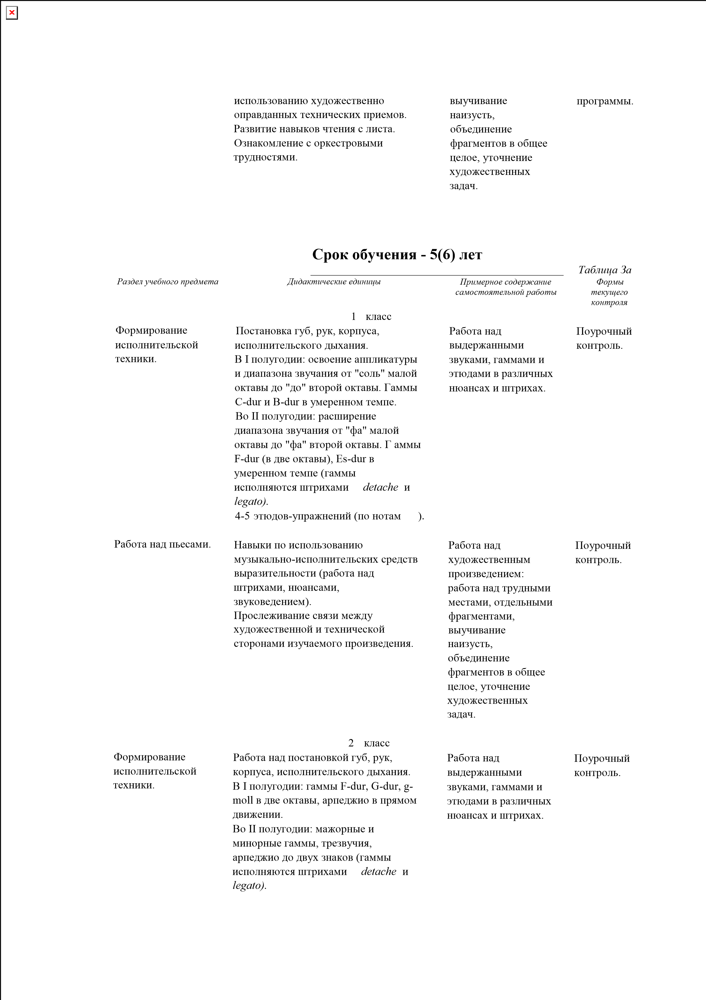 использованию художественно
оправданных технических приемов.
Развитие навыков чтения с листа.
Ознакомление с оркестровыми
трудностями.
выучивание
наизусть,
объединение
фрагментов в общее
целое, уточнение
художественных
задач.
программы.
Срок обучения - 5(6) лет
Таблица 3а
Раздел учебного предмета
Дидактические единицы
Примерное содержание
самостоятельной работы
Формы
текущего
контроля
1 класс
Формирование
исполнительской
техники.
Постановка губ, рук, корпуса,
исполнительского дыхания.
В I полугодии: освоение аппликатуры
и диапазона звучания от "соль" малой
октавы до "до" второй октавы. Гаммы
C-dur и B-dur в умеренном темпе.
Во II полугодии: расширение
диапазона звучания от "фа" малой
октавы до "фа" второй октавы. Г аммы
F-dur (в две октавы), Es-dur в
умеренном темпе (гаммы
исполняются штрихами detache и
legato).
4-5 этюдов-упражнений (по нотам ).
Работа над
выдержанными
звуками, гаммами и
этюдами в различных
нюансах и штрихах.
Поурочный
контроль.
Работа над пьесами.
Навыки по использованию
музыкально-исполнительских средств
выразительности (работа над
штрихами, нюансами,
звуковедением).
Прослеживание связи между
художественной и технической
сторонами изучаемого произведения.
Работа над
художественным
произведением:
работа над трудными
местами, отдельными
фрагментами,
выучивание
наизусть,
объединение
фрагментов в общее
целое, уточнение
художественных
задач.
Поурочный
контроль.
2 класс
Формирование
исполнительской
техники.
Работа над постановкой губ, рук,
корпуса, исполнительского дыхания.
В I полугодии: гаммы F-dur, G-dur, g-
moll в две октавы, арпеджио в прямом
движении.
Во II полугодии: мажорные и
минорные гаммы, трезвучия,
арпеджио до двух знаков (гаммы
исполняются штрихами detache и
legato).
Работа над
выдержанными
звуками, гаммами и
этюдами в различных
нюансах и штрихах.
Поурочный
контроль.